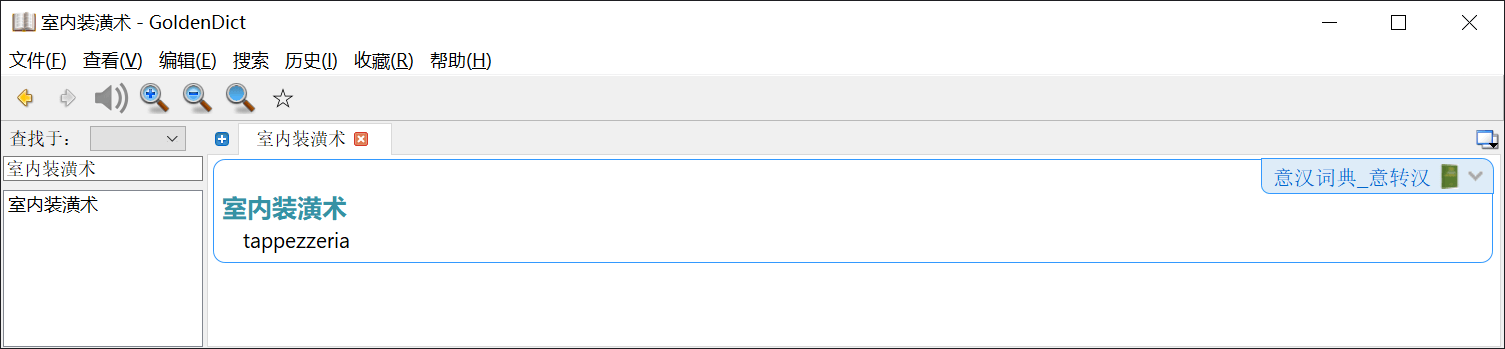 室内装潢术 - GoldenDict
文件(F) 查看(V) 编辑(E) 搜索 历史(I) 收藏(R) 帮助(H)
查找于：
室内装潢术
室内装潢术
室内装潢术
意汉词典_意转汉
室内装潢术
tappezzeria